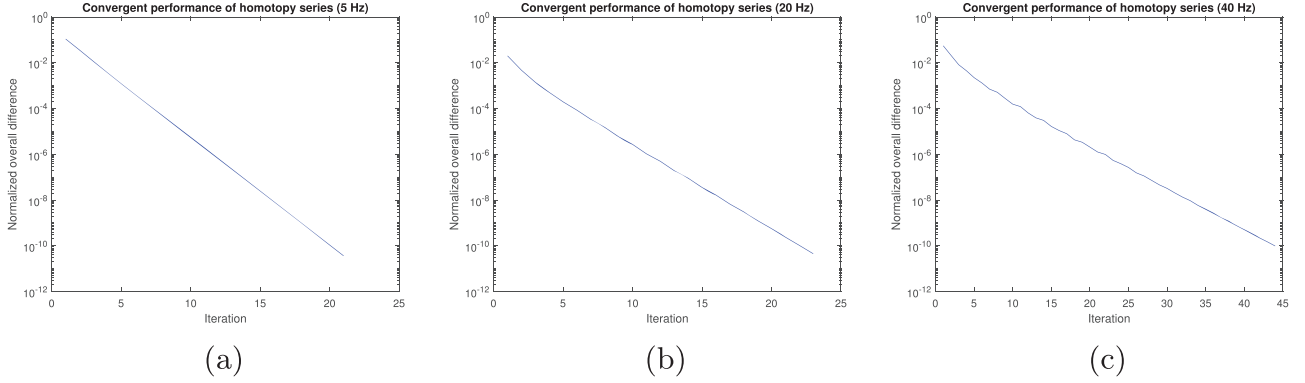 Convergent performance of homotopy series (5 Hz)
10^0
10^-2
10^-4
10^-6
10^-8
10^-10
10^-12
Normalized overall difference
0 5 10 15 20 25
Iteration
(a)
Convergent performance of homotopy series (20 Hz)
10^0
10^-2
10^-4
10^-6
10^-8
10^-10
10^-12
Normalized overall difference
0 5 10 15 20 25
Iteration
(b)
Convergent performance of homotopy series (40 Hz)
10^0
10^-2
10^-4
10^-6
10^-8
10^-10
10^-12
Normalized overall difference
0 5 10 15 20 25 30 35 40 45
Iteration
(c)